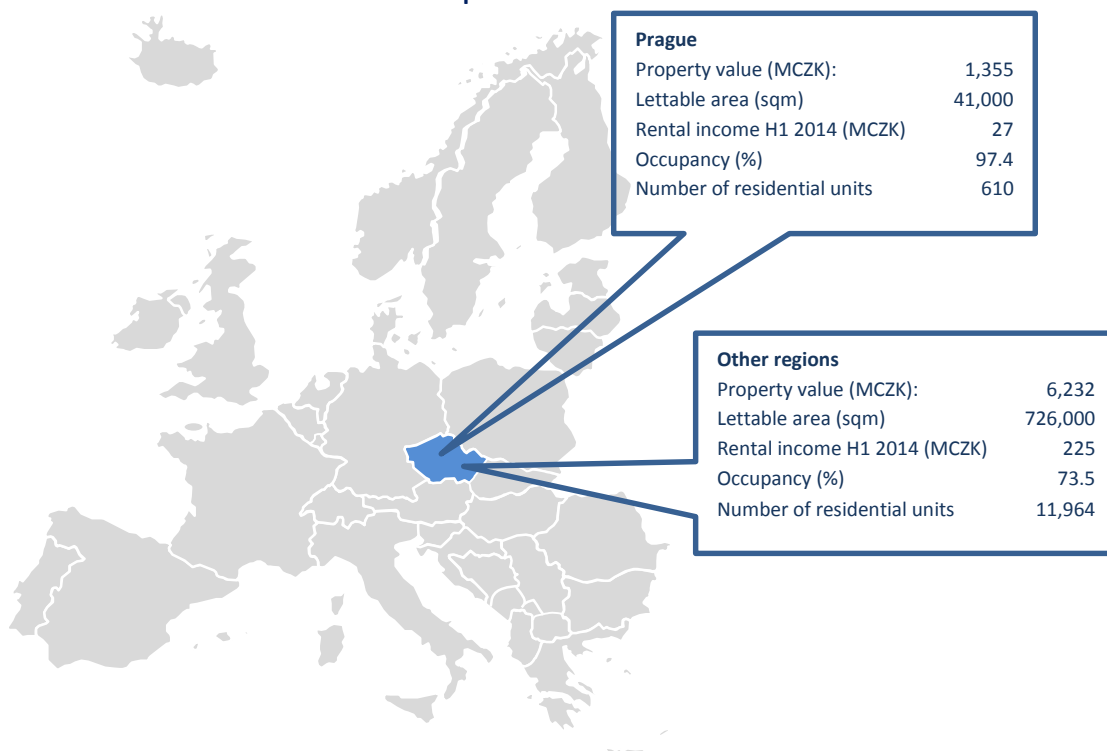 Prague
Property value (MCZK): 1,355
Lettable area (sqm) 41,000
Rental income H1 2014 (MCZK) 27
Occupancy (%) 97.4
Number of residential units 610
Other regions
Property value (MCZK): 6,232
Lettable area (sqm) 726,000
Rental income H1 2014 (MCZK) 225
Occupancy (%) 73.5
Number of residential units 11,964